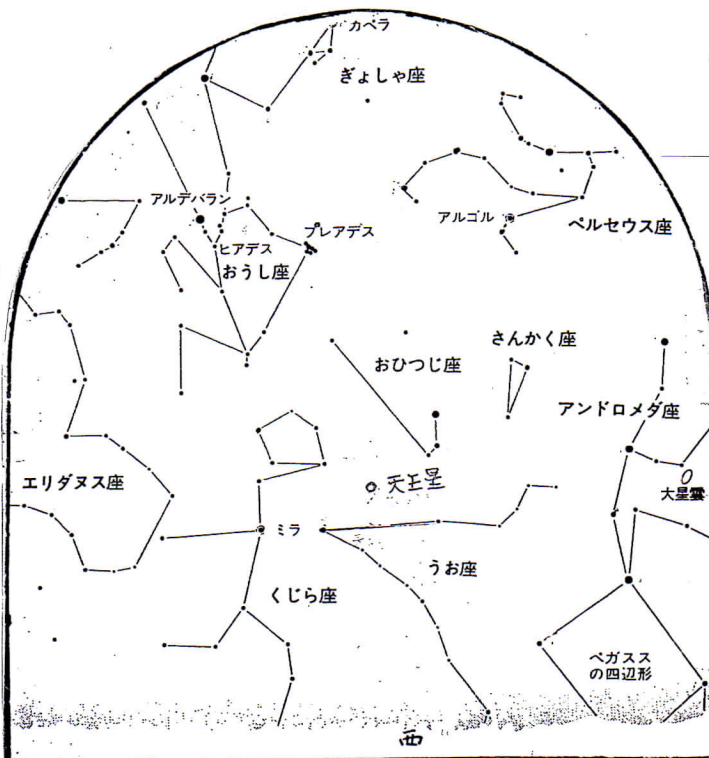 カペラ
ぎょしゃ座
アルデバラン
プレアデス
アルゴル
ペルセウス座
ヒアデス
おうし座
さんかく座
おひつじ座
アンドロメダ座
エリダヌス座
天王星
大星雲
ミラ
うお座
くじら座
ペガスス
の四辺形
西